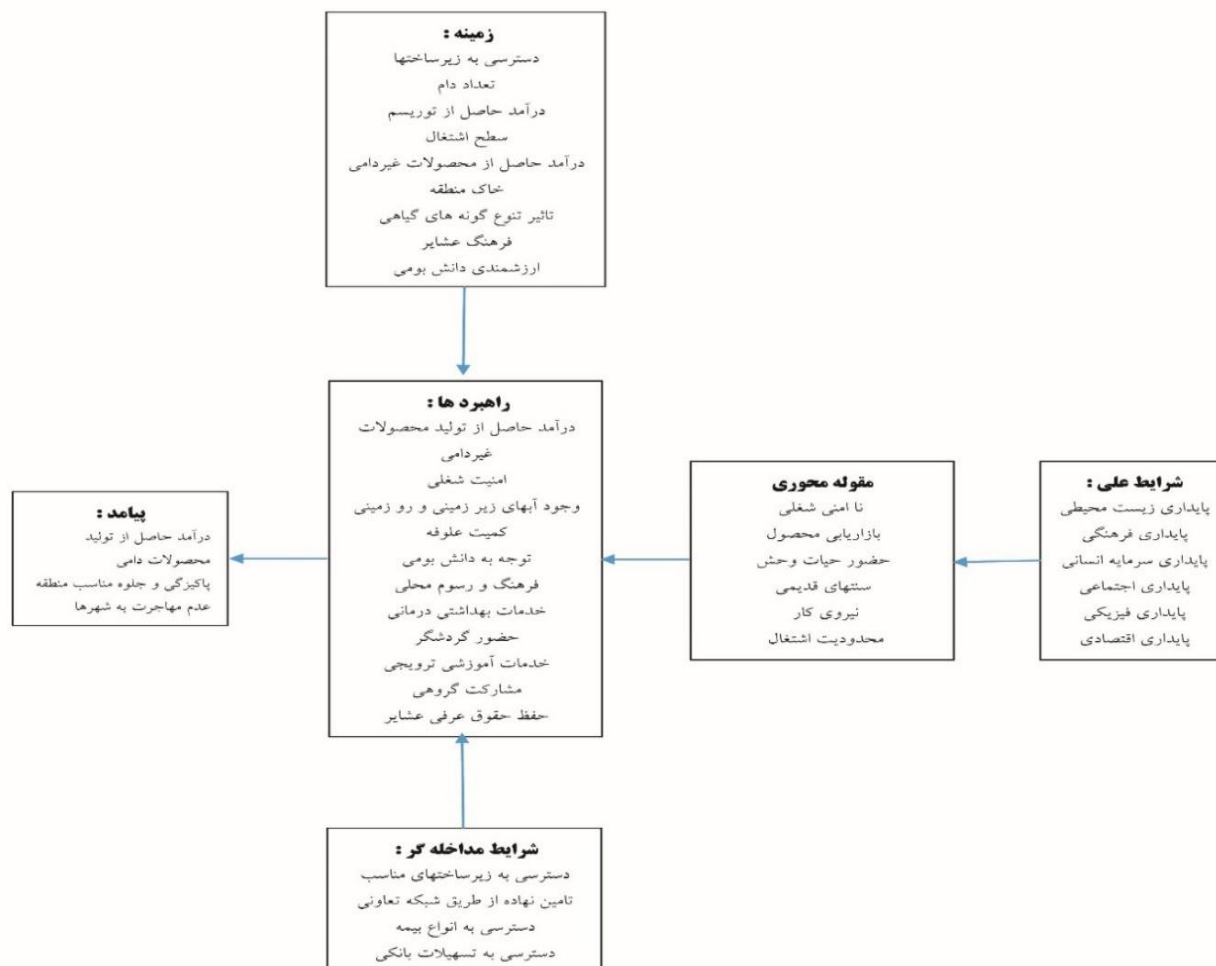 زمینه :
دسترسی به زیرساختها
تعداد دام
درآمد حاصل از توریسم
سطح اشتغال
درآمد حاصل از محصولات غیردامی
خاک منطقه
تاثیر تنوع گونه های گیاهی
فرهنگ عشایر
ارزشمندی دانش بومی
شرایط علی :
پایداری زیست محیطی
پایداری فرهنگی
پایداری سرمایه انسانی
پایداری اجتماعی
پایداری فیزیکی
پایداری اقتصادی
مقوله محوری
نا امنی شغلی
بازاریابی محصول
حضور حیات وحش
سنتهای قدیمی
نیروی کار
محدودیت اشتغال
راهبرد ها :
درآمد حاصل از تولید محصولات
غیردامی
امنیت شغلی
وجود آبهای زیر زمینی و رو زمینی
کمیت علوفه
توجه به دانش بومی
فرهنگ و رسوم محلی
خدمات بهداشتی درمانی
حضور گردشگر
خدمات آموزشی ترویجی
مشارکت گروهی
حفظ حقوق عرفی عشایر
پیامد :
درآمد حاصل از تولید
محصولات دامی
پاکیزگی و جلوه مناسب منطقه
عدم مهاجرت به شهرها
شرایط مداخله گر :
دسترسی به زیرساختهای مناسب
تامین نهاده از طریق شبکه تعاونی
دسترسی به انواع بیمه
دسترسی به تسهیلات بانکی